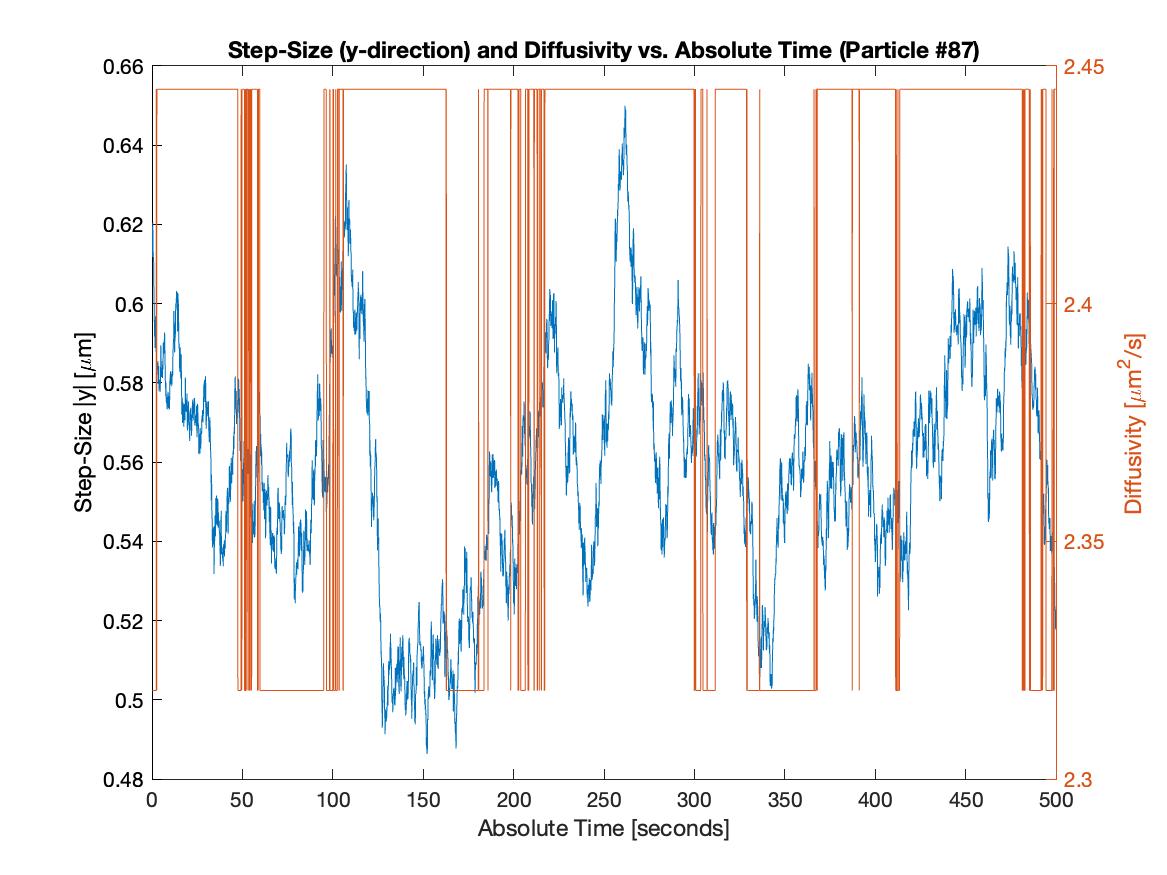 Step-Size (y-direction) and Diffusivity vs. Absolute Time (Particle #87)
0.66
0.64
0.62
0.6
0.58
0.56
0.54
0.52
0.5
0.48
Step-Size |y| [μm]
2.45
2.4
2.35
2.3
Diffusivity [μm²/s]
0 50 100 150 200 250 300 350 400 450 500
Absolute Time [seconds]